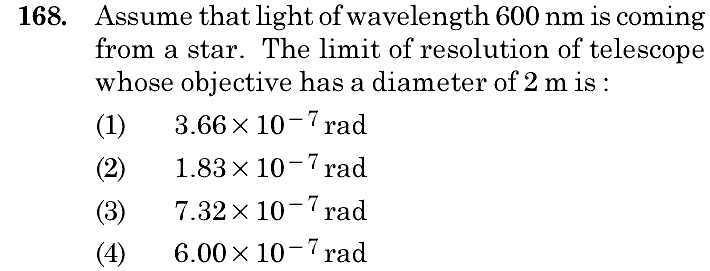 168. Assume that light of wavelength 600 nm is coming
from a star. The limit of resolution of telescope
whose objective has a diameter of 2 m is :
(1) 3.66 × 10⁻⁷ rad
(2) 1.83 × 10⁻⁷ rad
(3) 7.32 × 10⁻⁷ rad
(4) 6.00 × 10⁻⁷ rad